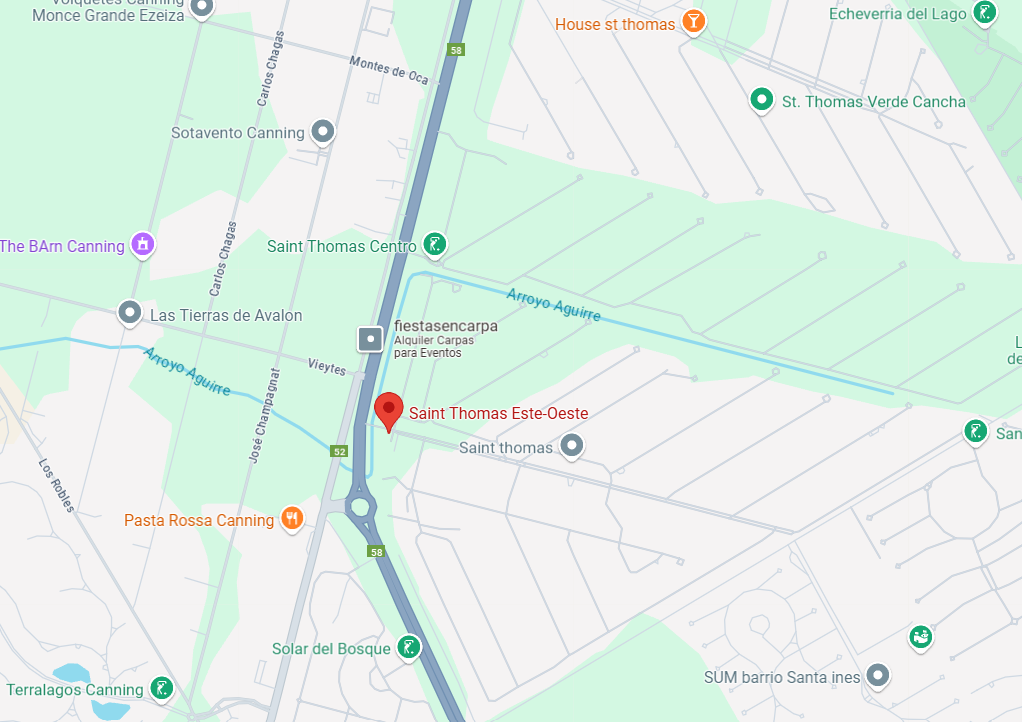 Volquetes Canning
Monce Grande Ezeiza
House st thomas
Echeverria del Lago
58
Montes de Oca
Carlos Chagas
St. Thomas Verde Cancha
Sotavento Canning
The BArn Canning
Carlos Chagas
Saint Thomas Centro
Arroyo Aguirre
Las Tierras de Avalon
fiestasencarpa
Alquiler Carpas
para Eventos
Arroyo Aguirre
Vieytes
L
de
José Champagnat
Saint Thomas Este-Oeste
San
Saint thomas
52
Los Robles
Pasta Rossa Canning
58
Solar del Bosque
SUM barrio Santa ines
Terralagos Canning